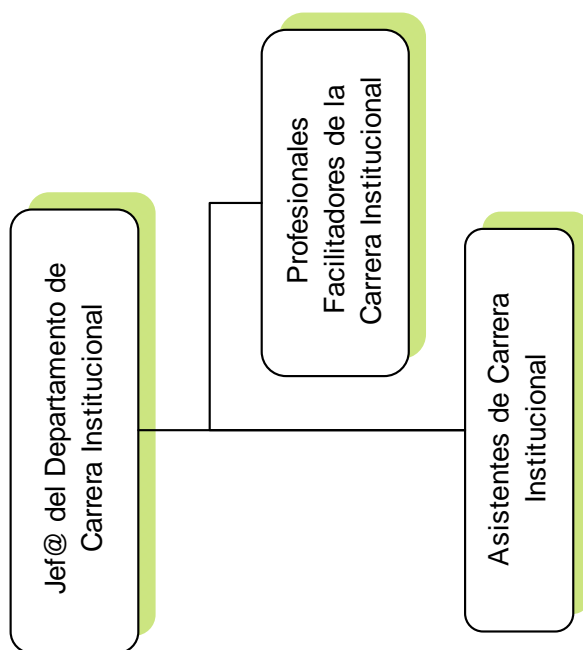 Jef@ del Departamento de
Carrera Institucional
Profesionales
Facilitadores de la
Carrera Institucional
Asistentes de Carrera
Institucional